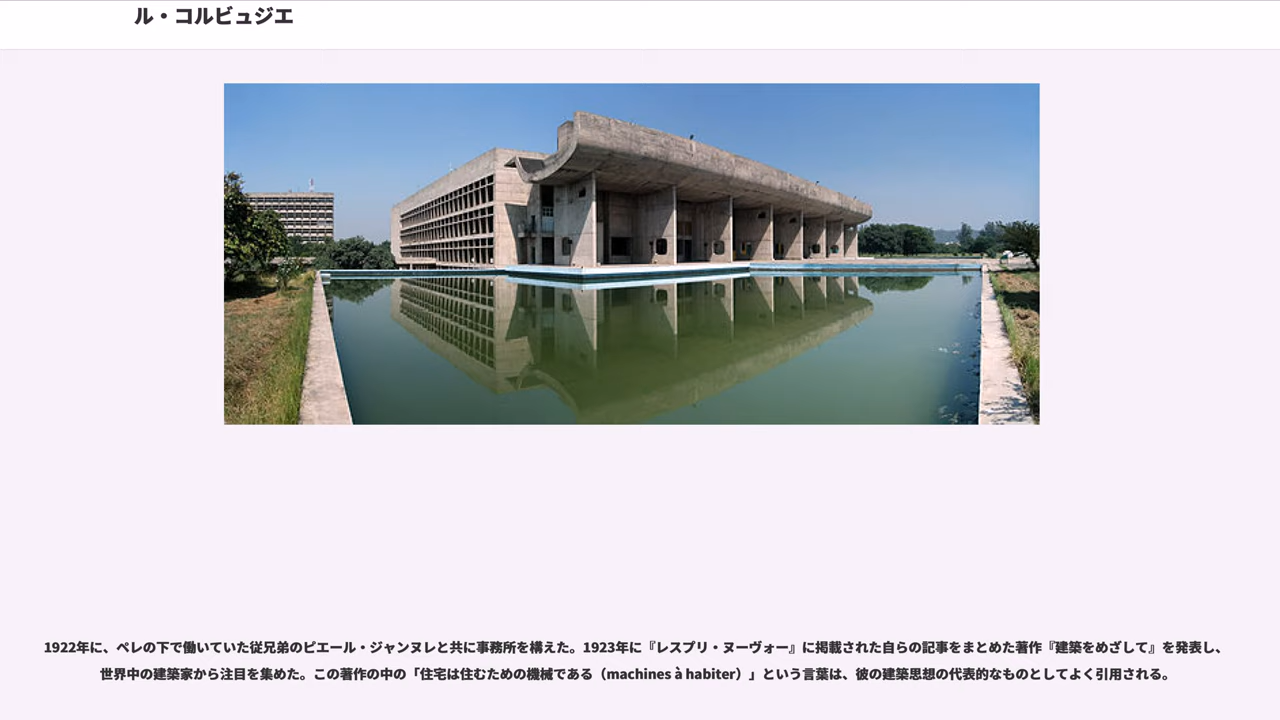 ル・コルビュジエ
1922年に、ペレの下で働いていた従兄弟のピエール・ジャンヌレと共に事務所を構えた。1923年に『レスプリ・ヌーヴォー』に掲載された自らの記事をまとめた著作『建築をめざして』を発表し、
世界中の建築家から注目を集めた。この著作の中の「住宅は住むための機械である（machines à habiter）」という言葉は、彼の建築思想の代表的なものとしてよく引用される。